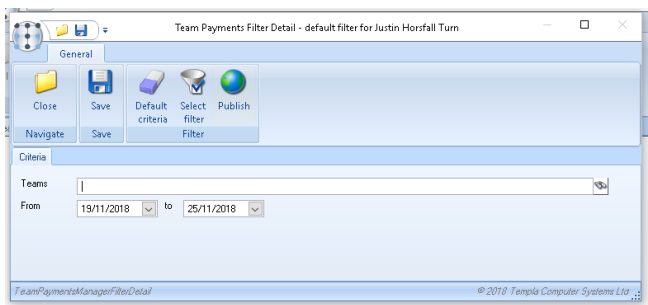 Team Payments Filter Detail - default filter for Justin Horsfall Turn
General
Close Save Default criteria Select filter Publish
Navigate Save Filter
Criteria
Teams
From 19/11/2018 to 25/11/2018
TeamPaymentsManagerFilterDetail © 2018 Templa Computer Systems Ltd